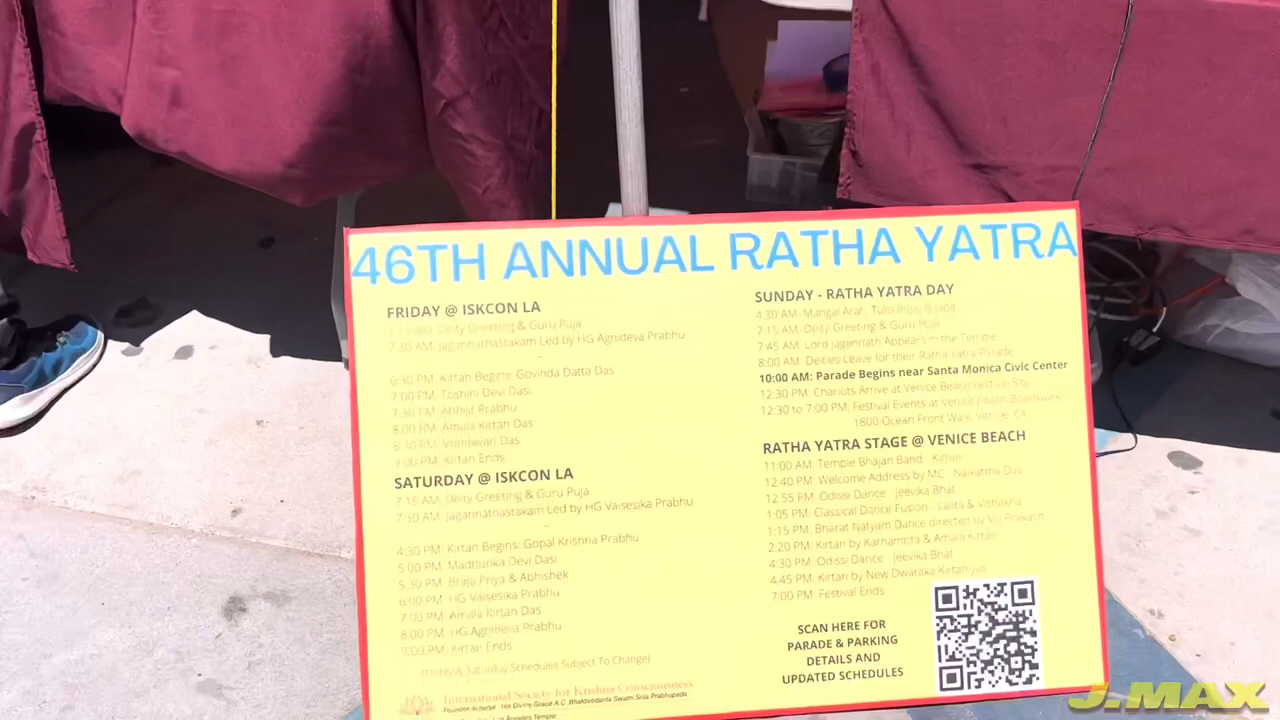 46TH ANNUAL RATHA YATRA
FRIDAY @ ISKCON LA
Deity Greeting & Guru Puja
7:30 AM: Jagannathastakam Led by HG Agnideva Prabhu
6:30 PM: Kirtan Begins: Govinda Datta Das
7:00 PM: Toshini Devi Dasi
7:30 PM: Abhijit Prabhu
8:00 PM: Amala Kirtan Das
8:30 PM: Vrindavan Das
9:00 PM: Kirtan Ends
SATURDAY @ ISKCON LA
7:15 AM: Deity Greeting & Guru Puja
7:30 AM: Jagannathastakam Led by HG Vaisesika Prabhu
4:30 PM: Kirtan Begins: Gopal Krishna Prabhu
5:00 PM: Madhurika Devi Dasi
5:30 PM: Braja Priya & Abhishek
6:00 PM: HG Vaisesika Prabhu
7:00 PM: Amala Kirtan Das
8:00 PM: HG Agnideva Prabhu
9:00 PM: Kirtan Ends
(Friday & Saturday Schedules Subject To Change)
International Society for Krishna Consciousness
Founder Acharya His Divine Grace A.C. Bhaktivedanta Swami Srila Prabhupada
Los Angeles Temple
SUNDAY - RATHA YATRA DAY
4:30 AM: Mangal Arati, Tulsi Puja & Japa
7:15 AM: Deity Greeting & Guru Puja
7:45 AM: Lord Jagannath Appears in the Temple
8:00 AM: Deities Leave for their Ratha Yatra Parade
10:00 AM: Parade Begins near Santa Monica Civic Center
12:30 PM: Chariots Arrive at Venice Beach Festival Site
12:30 to 7:00 PM: Festival Events at Venice Beach Boardwalk,
1800 Ocean Front Walk, Venice, CA
RATHA YATRA STAGE @ VENICE BEACH
11:00 AM: Temple Bhajan Band - Kirtan
12:40 PM: Welcome Address by MC - Naikatma Das
12:55 PM: Odissi Dance - Jeevika Bhat
1:05 PM: Classical Dance Fusion - Lalita & Vishakha
1:15 PM: Bharat Natyam Dance directed by Viji Prakash
2:20 PM: Kirtan by Karnamrita & Amala Kirtan
4:30 PM: Odissi Dance - Jeevika Bhat
4:45 PM: Kirtan by New Dwaraka Kirtaniyas
7:00 PM: Festival Ends
SCAN HERE FOR
PARADE & PARKING
DETAILS AND
UPDATED SCHEDULES
J.MAX